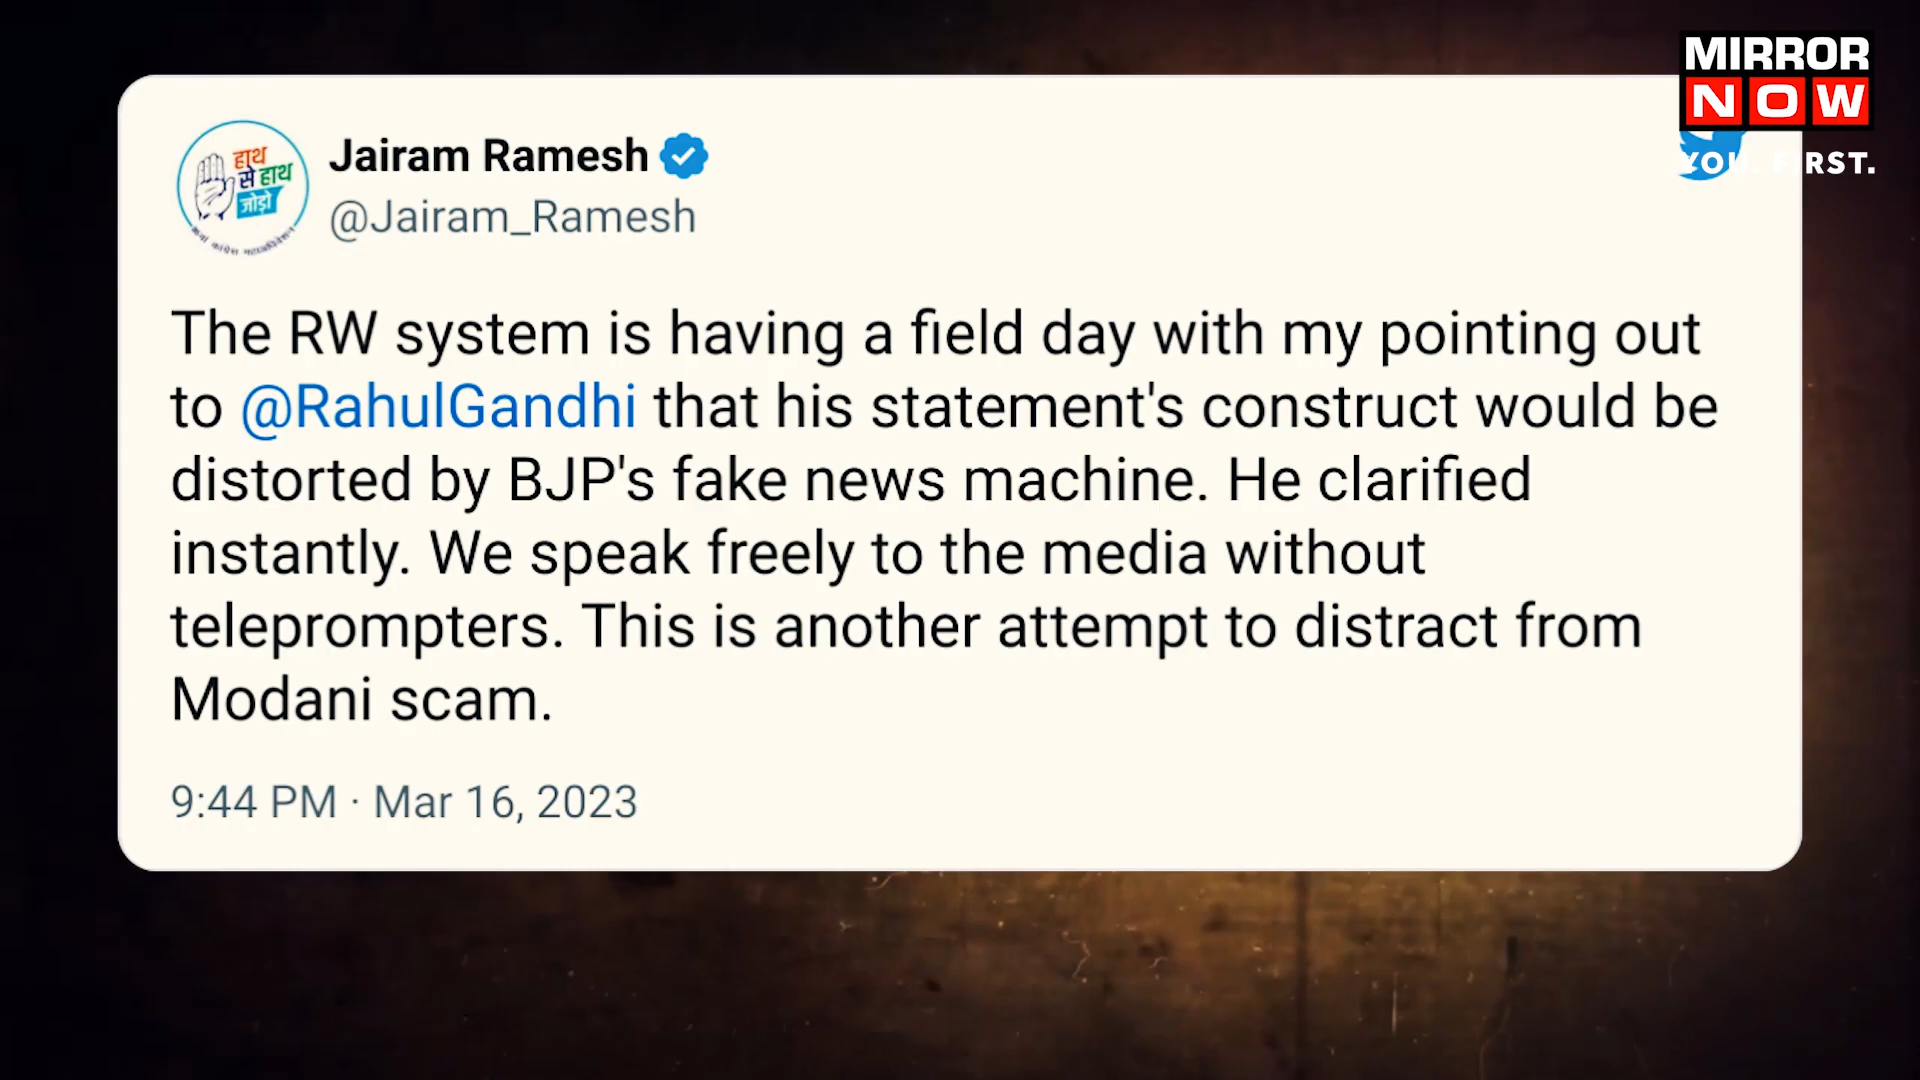 MIRROR
NOW
YOU. FIRST.
हाथ
से हाथ
जोड़ो
Jairam Ramesh
@Jairam_Ramesh
The RW system is having a field day with my pointing out
to @RahulGandhi that his statement's construct would be
distorted by BJP's fake news machine. He clarified
instantly. We speak freely to the media without
teleprompters. This is another attempt to distract from
Modani scam.
9:44 PM · Mar 16, 2023